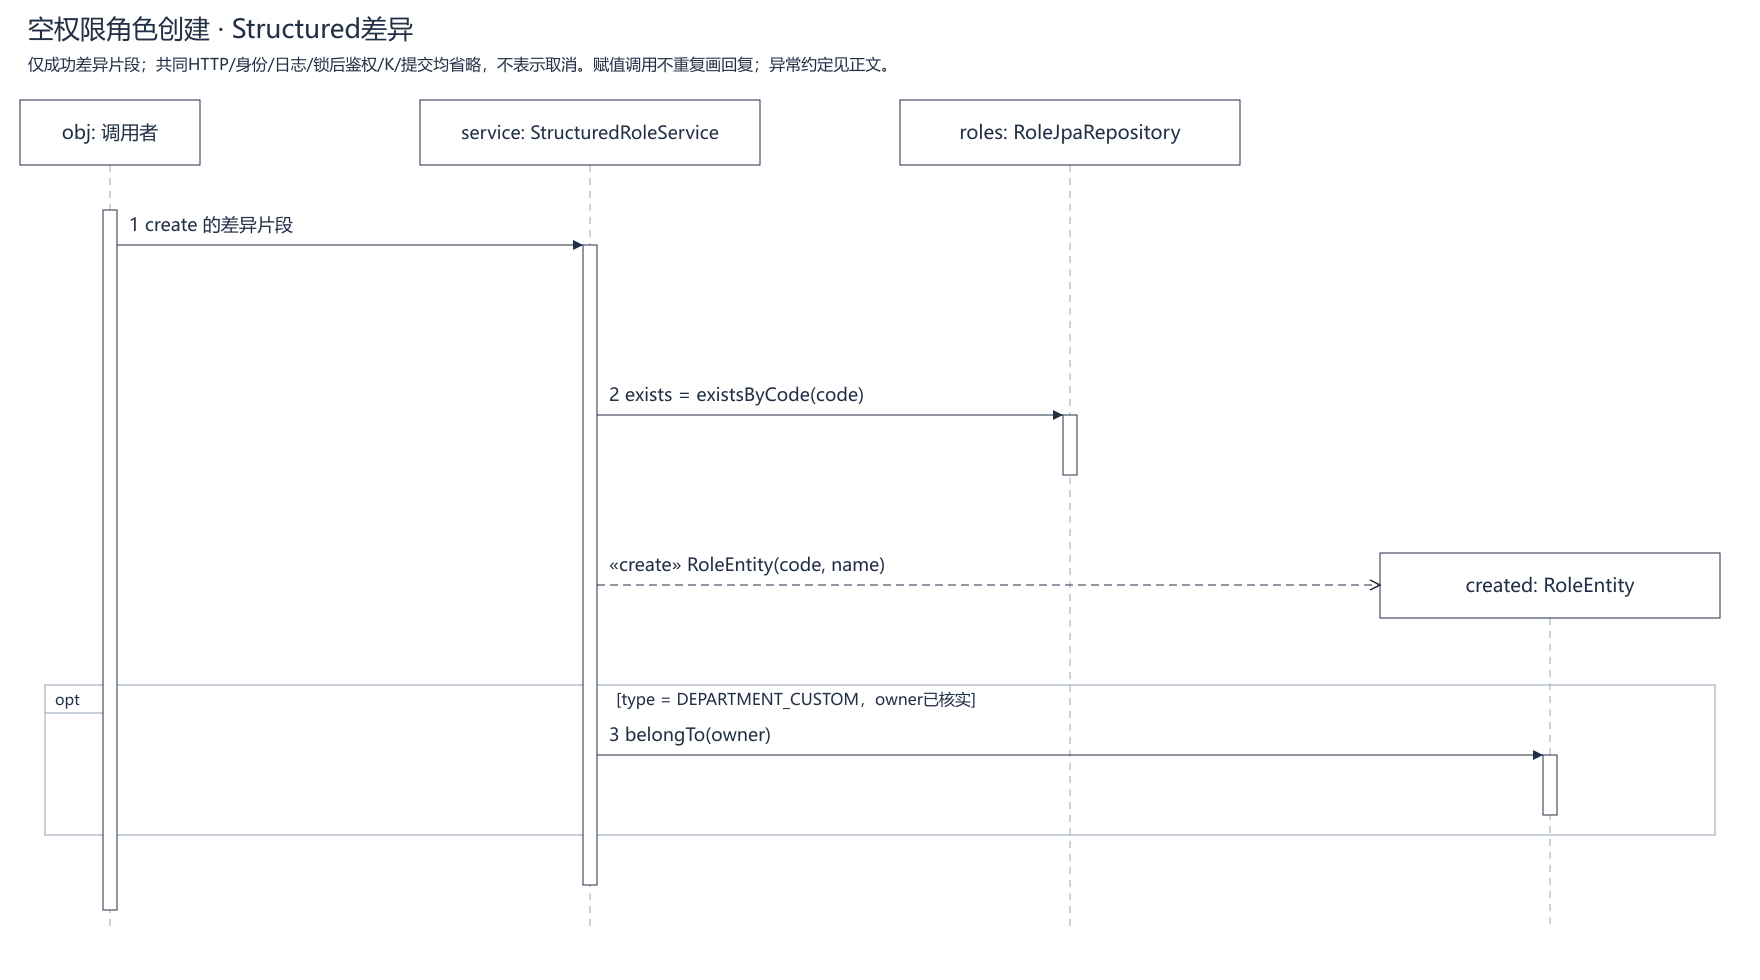 空权限角色创建 · Structured差异
仅成功差异片段；共同HTTP/身份/日志/锁后鉴权/K/提交均省略，不表示取消。赋值调用不重复画回复；异常约定见正文。
obj: 调用者
service: StructuredRoleService
roles: RoleJpaRepository
1 create 的差异片段
2 exists = existsByCode(code)
«create» RoleEntity(code, name)
created: RoleEntity
opt
[type = DEPARTMENT_CUSTOM，owner已核实]
3 belongTo(owner)